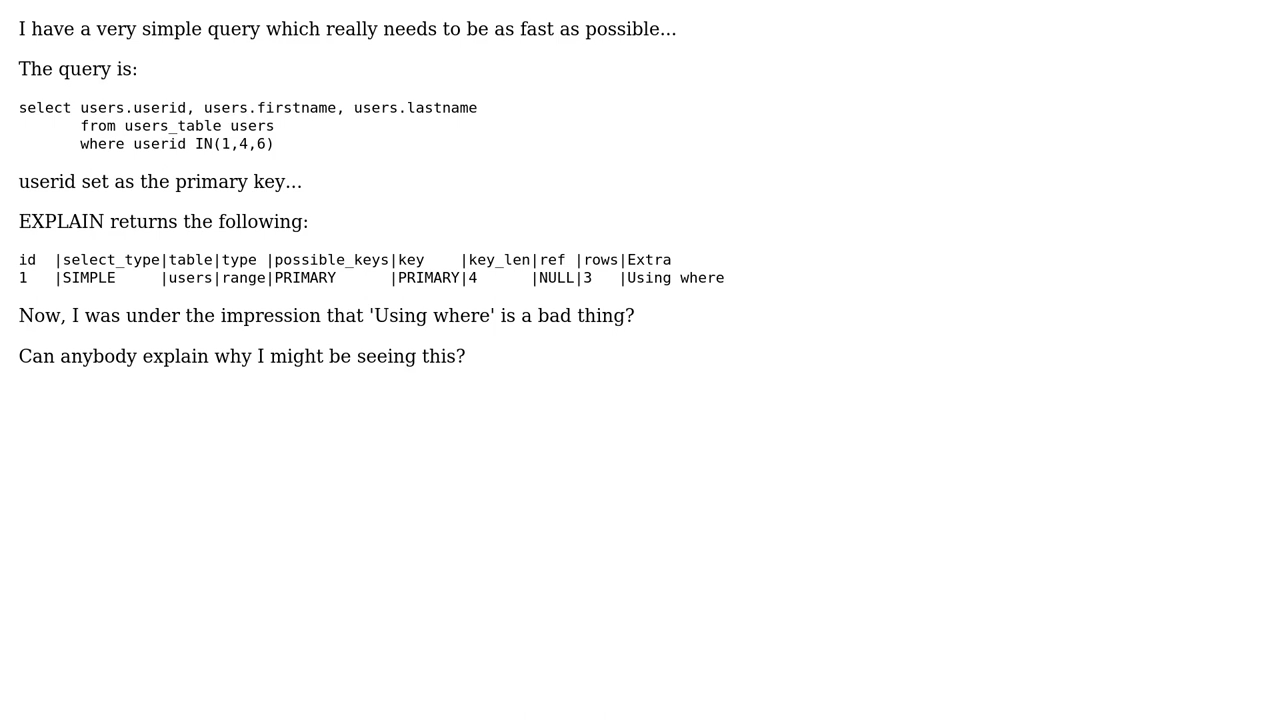 I have a very simple query which really needs to be as fast as possible...
The query is:
select users.userid, users.firstname, users.lastname
       from users_table users
       where userid IN(1,4,6)
userid set as the primary key...
EXPLAIN returns the following:
id  |select_type|table|type |possible_keys|key    |key_len|ref |rows|Extra
1   |SIMPLE     |users|range|PRIMARY      |PRIMARY|4      |NULL|3   |Using where
Now, I was under the impression that 'Using where' is a bad thing?
Can anybody explain why I might be seeing this?